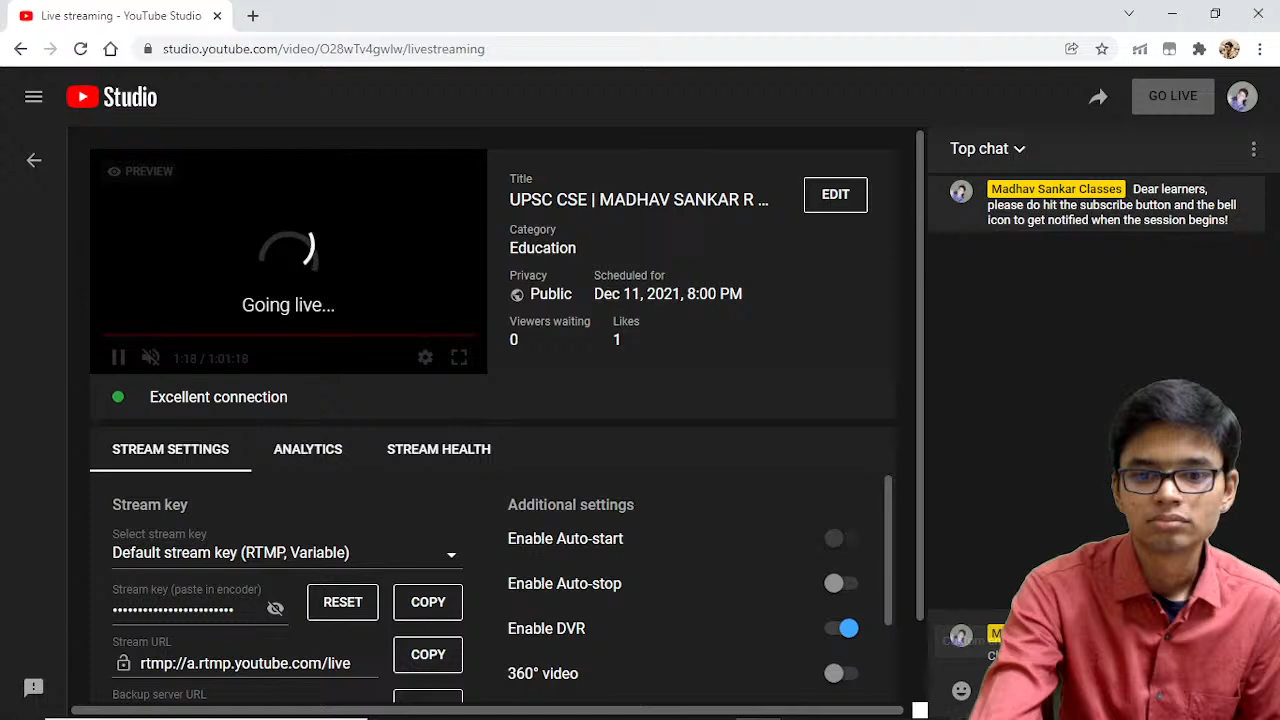 Live streaming - YouTube Studio
studio.youtube.com/video/O28wTv4gwIw/livestreaming
Studio
GO LIVE
PREVIEW
Going live...
1:18 / 1:01:18
Title
UPSC CSE | MADHAV SANKAR R ...
EDIT
Category
Education
Privacy
Scheduled for
Public
Dec 11, 2021, 8:00 PM
Viewers waiting
Likes
0
1
Excellent connection
Top chat
Madhav Sankar Classes Dear learners,
please do hit the subscribe button and the bell
icon to get notified when the session begins!
STREAM SETTINGS
ANALYTICS
STREAM HEALTH
Stream key
Select stream key
Default stream key (RTMP, Variable)
Stream key (paste in encoder)
RESET
COPY
Stream URL
rtmp://a.rtmp.youtube.com/live
COPY
Backup server URL
Additional settings
Enable Auto-start
Enable Auto-stop
Enable DVR
360° video